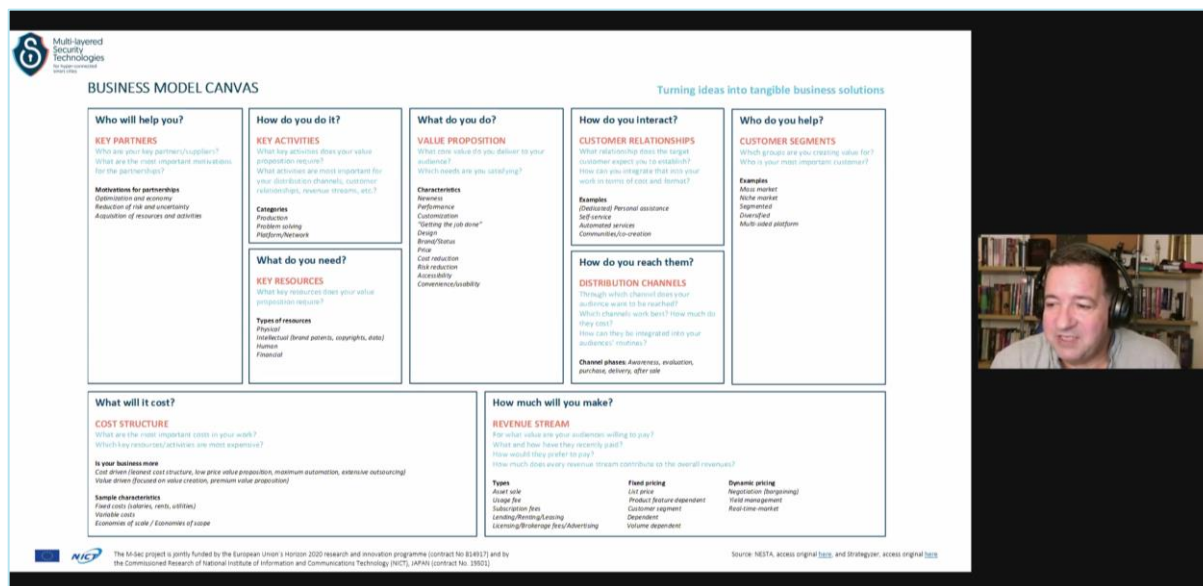 Multi-layered
Security
Technologies
for hyper-connected
smart cities
BUSINESS MODEL CANVAS
Turning ideas into tangible business solutions
Who will help you?
KEY PARTNERS
Who are your key partners/suppliers?
What are the most important motivations
for the partnerships?
Motivations for partnerships
Optimization and economy
Reduction of risk and uncertainty
Acquisition of resources and activities
How do you do it?
KEY ACTIVITIES
What key activities does your value
proposition require?
What activities are most important for
your distribution channels, customer
relationships, revenue streams, etc.?
Categories
Production
Problem solving
Platform/Network
What do you need?
KEY RESOURCES
What key resources does your value
proposition require?
Types of resources
Physical
Intellectual (brand patents, copyrights, data)
Human
Financial
What do you do?
VALUE PROPOSITION
What core value do you deliver to your
audience?
Which needs are you satisfying?
Characteristics
Newness
Performance
Customization
"Getting the job done"
Design
Brand/Status
Price
Cost reduction
Risk reduction
Accessibility
Convenience/usability
How do you interact?
CUSTOMER RELATIONSHIPS
What relationship does the target
customer expect you to establish?
How can you integrate that into your
work in terms of cost and format?
Examples
(Dedicated) Personal assistance
Self-service
Automated services
Communities/co-creation
How do you reach them?
DISTRIBUTION CHANNELS
Through which channel does your
audience want to be reached?
Which channels work best? How much do
they cost?
How can they be integrated into your
audiences' routines?
Channel phases: Awareness, evaluation,
purchase, delivery, after sale
Who do you help?
CUSTOMER SEGMENTS
Which groups are you creating value for?
Who is your most important customer?
Examples
Mass market
Niche market
Segmented
Diversified
Multi-sided platform
What will it cost?
COST STRUCTURE
What are the most important costs in your work?
Which key resources/activities are most expensive?
Is your business more
Cost driven (leanest cost structure, low price value proposition, maximum automation, extensive outsourcing)
Value driven (focused on value creation, premium value proposition)
Sample characteristics
Fixed costs (salaries, rents, utilities)
Variable costs
Economies of scale / Economies of scope
How much will you make?
REVENUE STREAM
For what value are your audiences willing to pay?
What and how have they recently paid?
How would they prefer to pay?
How much does every revenue stream contribute to the overall revenues?
Types
Asset sale
Usage fee
Subscription fees
Lending/Renting/Leasing
Licensing/Brokerage fees/Advertising
Fixed pricing
List price
Product feature-dependent
Customer segment
Dependent
Volume dependent
Dynamic pricing
Negotiation (bargaining)
Yield management
Real-time-market
NICT
The M-Sec project is jointly funded by the European Union's Horizon 2020 research and innovation programme (contract No 814917) and by
the Commissioned Research of National Institute of Information and Communications Technology (NICT), JAPAN (contract No. 19501)
Source: NESTA, access original here, and Strategyzer, access original here